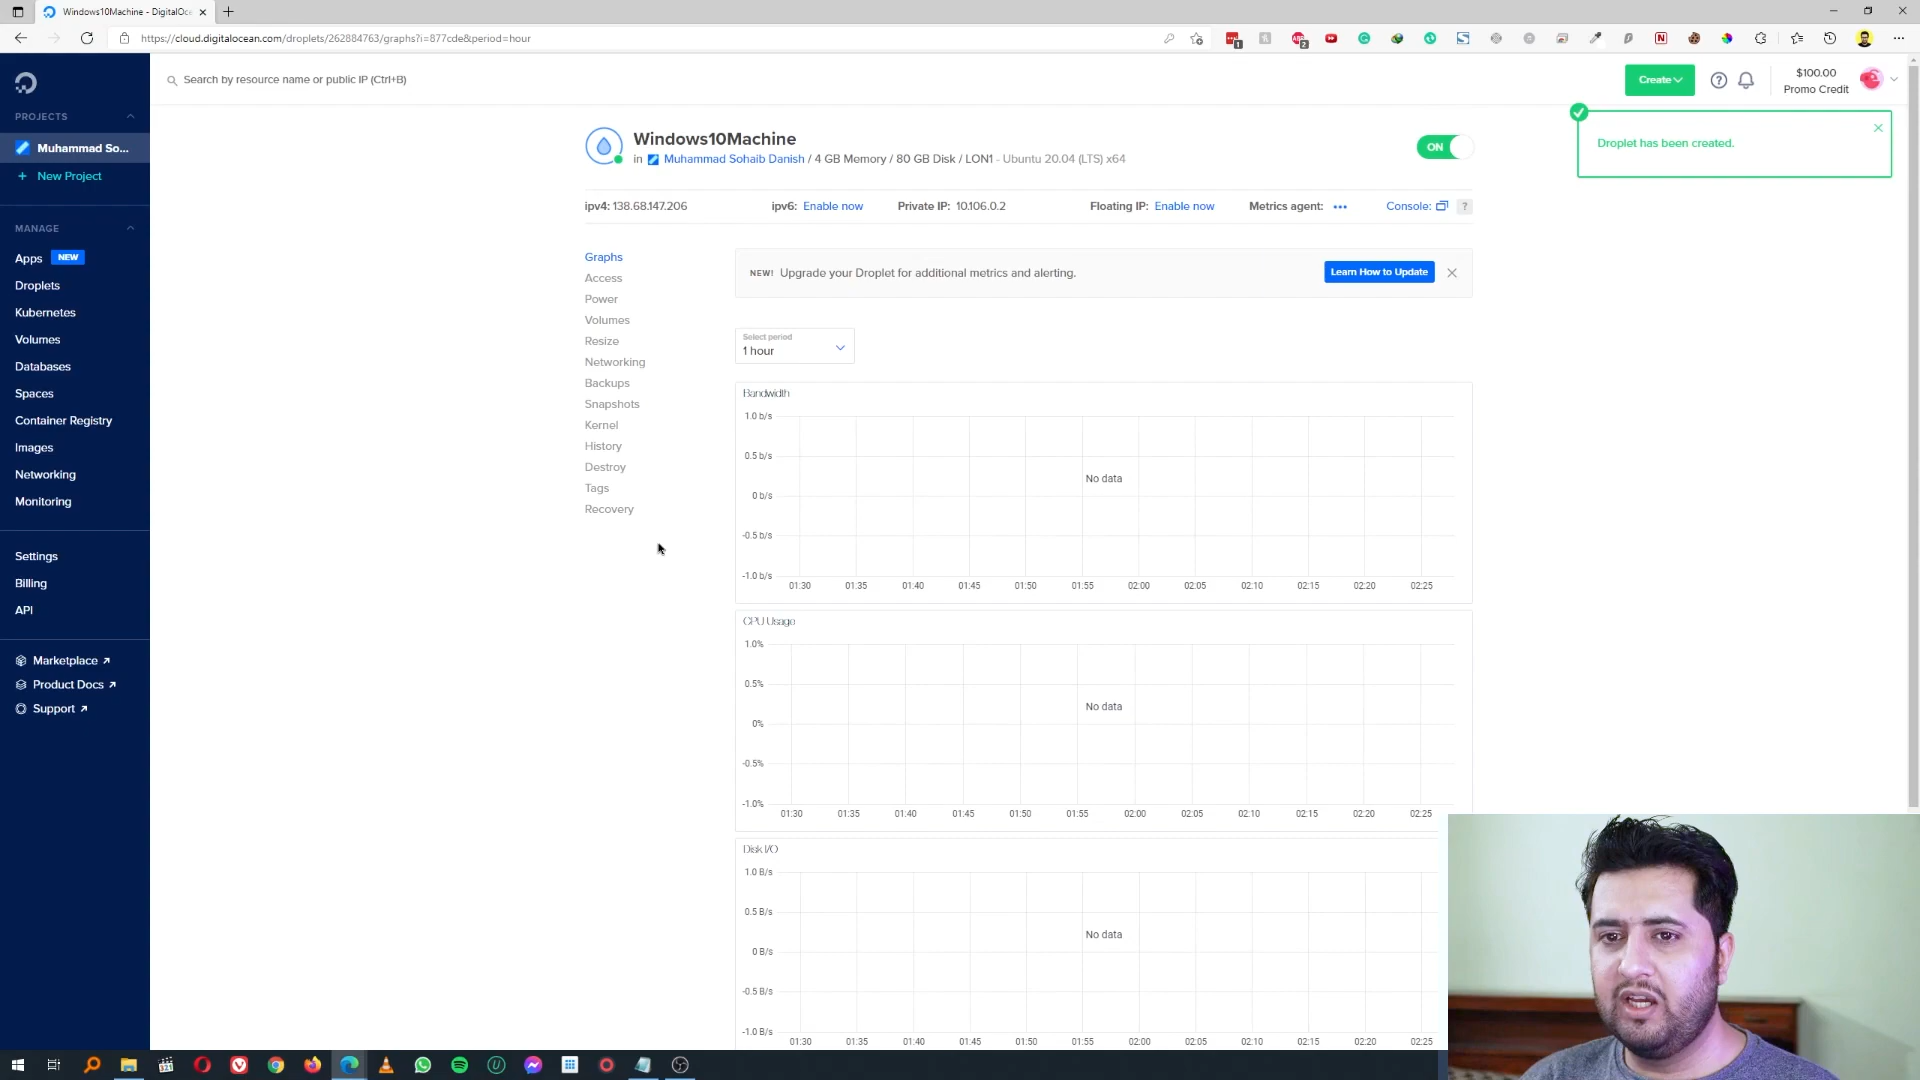 Windows10Machine - DigitalOce
https://cloud.digitalocean.com/droplets/262884763/graphs?i=877cde&period=hour
Search by resource name or public IP (Ctrl+B)
Create
$100.00
Promo Credit
PROJECTS
Muhammad So...
+ New Project
MANAGE
Apps NEW
Droplets
Kubernetes
Volumes
Databases
Spaces
Container Registry
Images
Networking
Monitoring
Settings
Billing
API
Marketplace
Product Docs
Support
Droplet has been created.
Windows10Machine
in Muhammad Sohaib Danish / 4 GB Memory / 80 GB Disk / LON1 - Ubuntu 20.04 (LTS) x64
ON
ipv4: 138.68.147.206 ipv6: Enable now Private IP: 10.106.0.2 Floating IP: Enable now Metrics agent: ••• Console: ?
Graphs
Access
Power
Volumes
Resize
Networking
Backups
Snapshots
Kernel
History
Destroy
Tags
Recovery
NEW! Upgrade your Droplet for additional metrics and alerting.
Learn How to Update
Select period
1 hour
Bandwidth
1.0 b/s
0.5 b/s
0 b/s
-0.5 b/s
-1.0 b/s
No data
01:30 01:35 01:40 01:45 01:50 01:55 02:00 02:05 02:10 02:15 02:20 02:25
CPU Usage
1.0%
0.5%
0%
-0.5%
-1.0%
No data
01:30 01:35 01:40 01:45 01:50 01:55 02:00 02:05 02:10 02:15 02:20 02:25
Disk I/O
1.0 B/s
0.5 B/s
0 B/s
-0.5 B/s
-1.0 B/s
No data
01:30 01:35 01:40 01:45 01:50 01:55 02:00 02:05 02:10 02:15 02:20 02:25